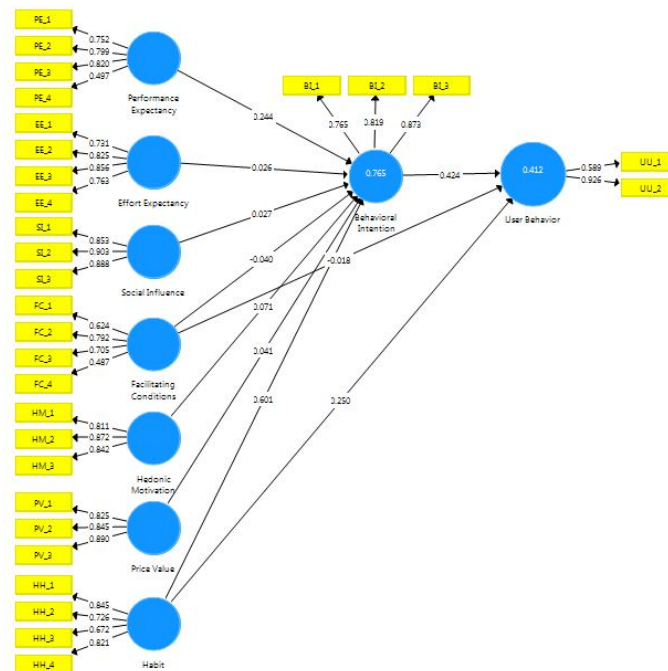 PE_1
PE_2
PE_3
PE_4
0.752
0.799
0.820
0.497
Performance
Expectancy
EE_1
EE_2
EE_3
EE_4
0.731
0.825
0.856
0.763
Effort Expectancy
SI_1
SI_2
SI_3
0.853
0.903
0.888
Social Influence
FC_1
FC_2
FC_3
FC_4
0.624
0.792
0.705
0.487
Facilitating
Conditions
HM_1
HM_2
HM_3
0.811
0.872
0.842
Hedonic
Motivation
PV_1
PV_2
PV_3
0.825
0.845
0.890
Price Value
HH_1
HH_2
HH_3
HH_4
0.845
0.726
0.672
0.821
Habit
0.244
0.026
0.027
-0.040
0.071
0.041
0.601
-0.018
0.250
BI_1
BI_2
BI_3
0.765
0.819
0.873
0.765
Behavioral
Intention
0.424
0.412
User Behavior
0.589
0.926
UU_1
UU_2